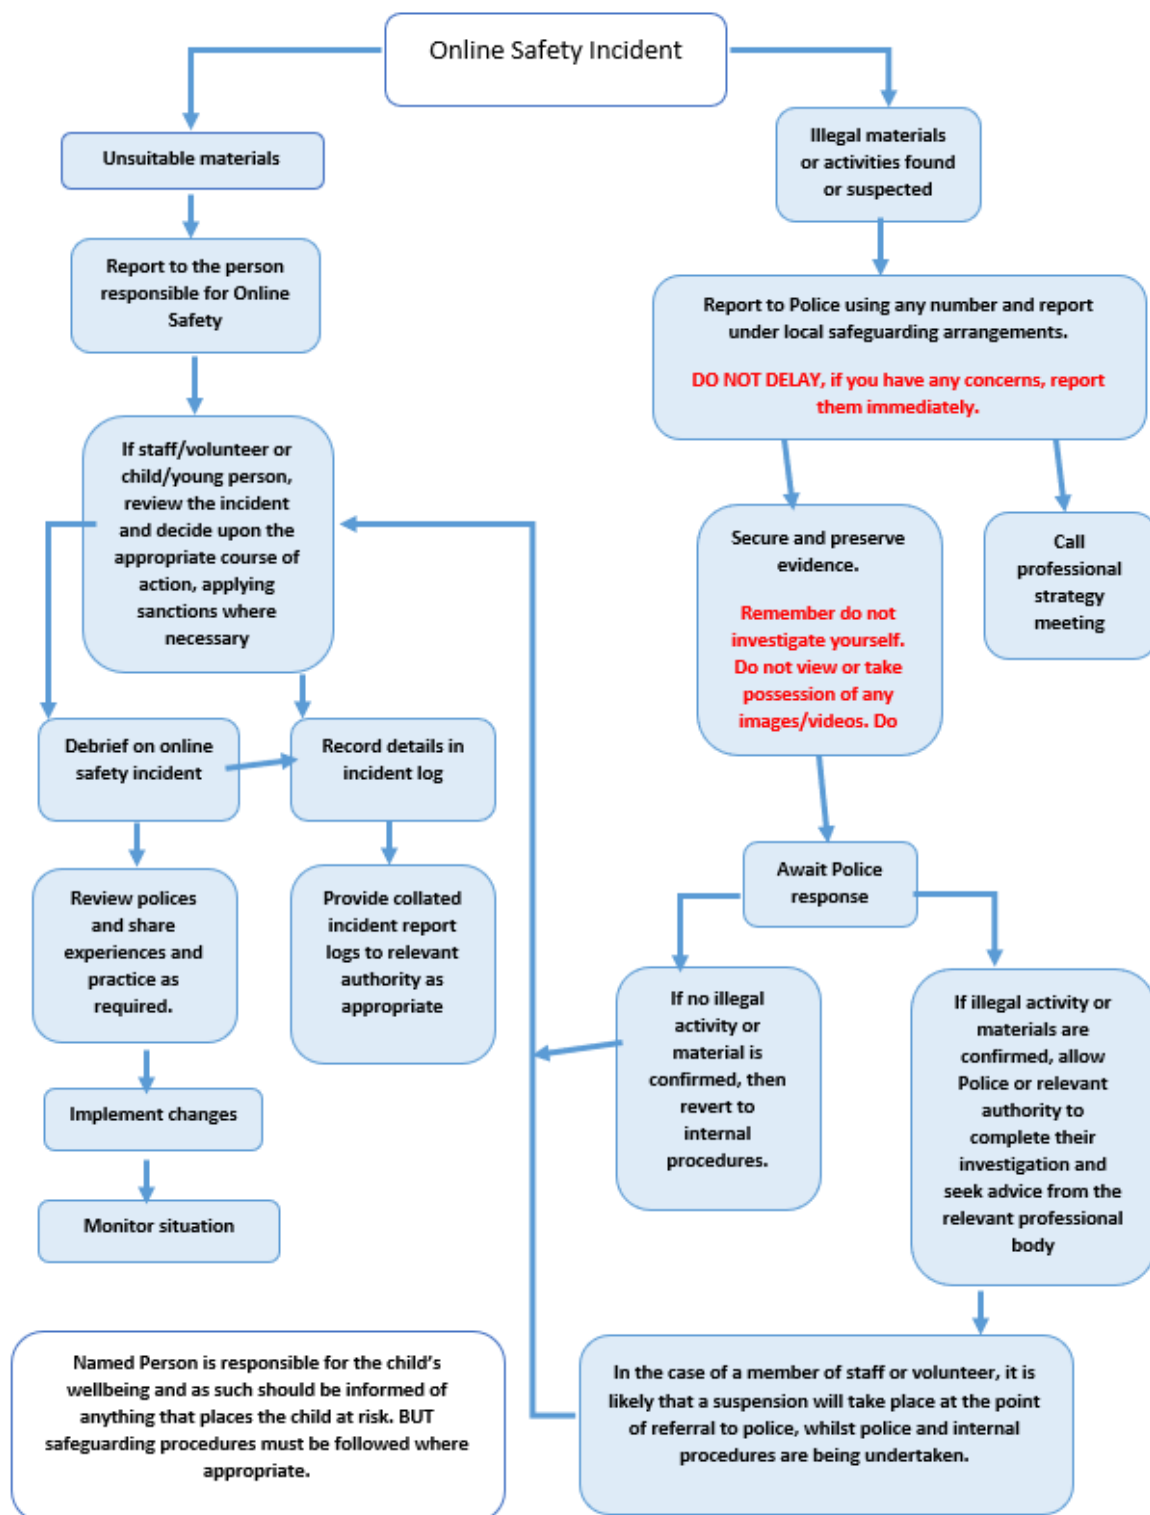 Online Safety Incident
Unsuitable materials
Illegal materials
or activities found
or suspected
Report to the person
responsible for Online
Safety
Report to Police using any number and report
under local safeguarding arrangements.
DO NOT DELAY, if you have any concerns, report
them immediately.
If staff/volunteer or
child/young person,
review the incident
and decide upon the
appropriate course of
action, applying
sanctions where
necessary
Secure and preserve
evidence.
Remember do not
investigate yourself.
Do not view or take
possession of any
images/videos. Do
Call
professional
strategy
meeting
Debrief on online
safety incident
Record details in
incident log
Review polices
and share
experiences and
practice as
required.
Provide collated
incident report
logs to relevant
authority as
appropriate
Await Police
response
If no illegal
activity or
material is
confirmed, then
revert to
internal
procedures.
If illegal activity or
materials are
confirmed, allow
Police or relevant
authority to
complete their
investigation and
seek advice from the
relevant professional
body
Implement changes
Monitor situation
Named Person is responsible for the child’s
wellbeing and as such should be informed of
anything that places the child at risk. BUT
safeguarding procedures must be followed where
appropriate.
In the case of a member of staff or volunteer, it is
likely that a suspension will take place at the point
of referral to police, whilst police and internal
procedures are being undertaken.